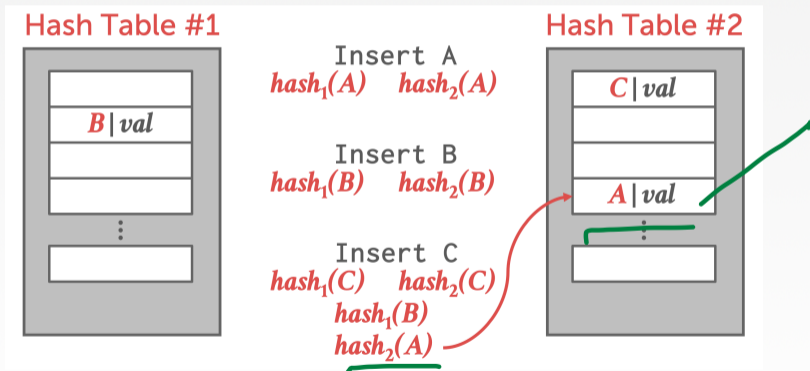 Hash Table #1
B|val
⋮
Insert A
hash₁(A) hash₂(A)
Insert B
hash₁(B) hash₂(B)
Insert C
hash₁(C) hash₂(C)
hash₁(B)
hash₂(A)
Hash Table #2
C|val
A|val
⋮